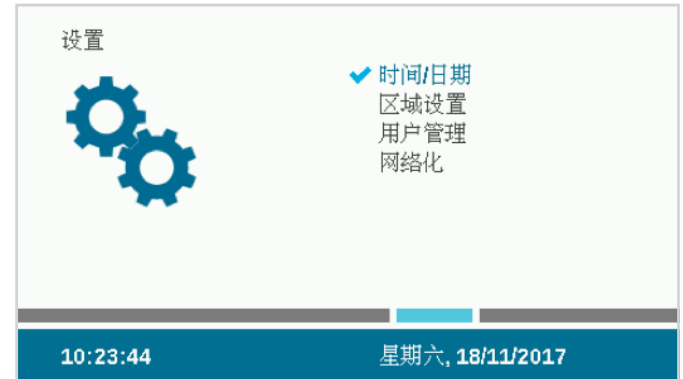 设置
时间/日期
区域设置
用户管理
网络化
10:23:44
星期六, 18/11/2017